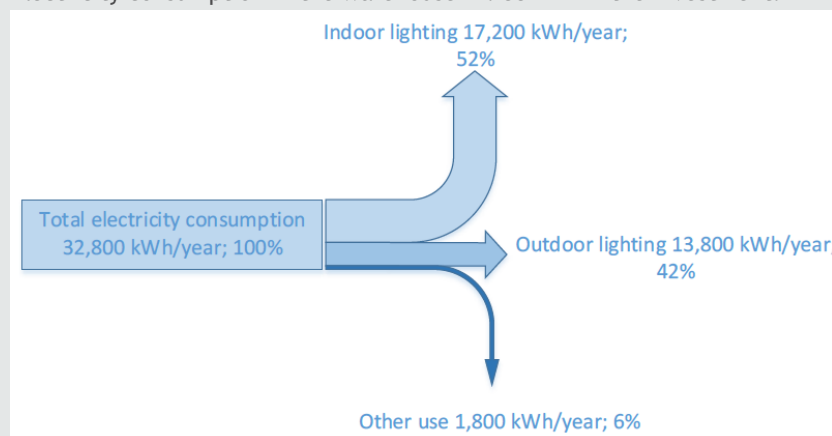 Indoor lighting 17,200 kWh/year;
52%
Total electricity consumption
32,800 kWh/year; 100%
Outdoor lighting 13,800 kWh/year;
42%
Other use 1,800 kWh/year; 6%